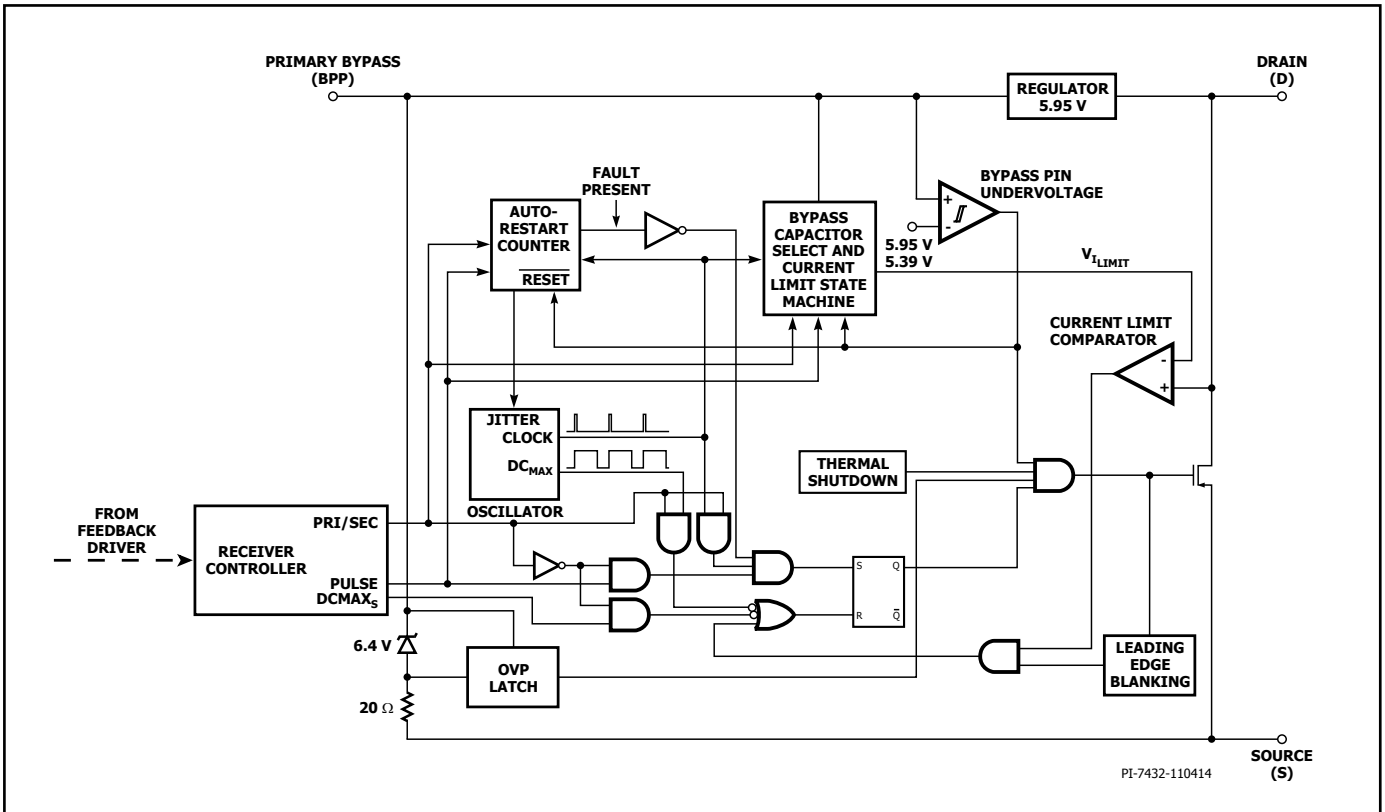 PRIMARY BYPASS
(BPP)
DRAIN
(D)
REGULATOR
5.95 V
FAULT
PRESENT
BYPASS PIN
UNDERVOLTAGE
AUTO-
RESTART
COUNTER
RESET
BYPASS
CAPACITOR
SELECT AND
CURRENT
LIMIT STATE
MACHINE
+
-
5.95 V
5.39 V
VILIMIT
CURRENT LIMIT
COMPARATOR
-
+
JITTER
CLOCK
DCMAX
OSCILLATOR
THERMAL
SHUTDOWN
FROM
FEEDBACK
DRIVER
RECEIVER
CONTROLLER
PRI/SEC
PULSE
DCMAXS
S
Q
R
Q̅
6.4 V
OVP
LATCH
LEADING
EDGE
BLANKING
20 Ω
SOURCE
(S)
PI-7432-110414